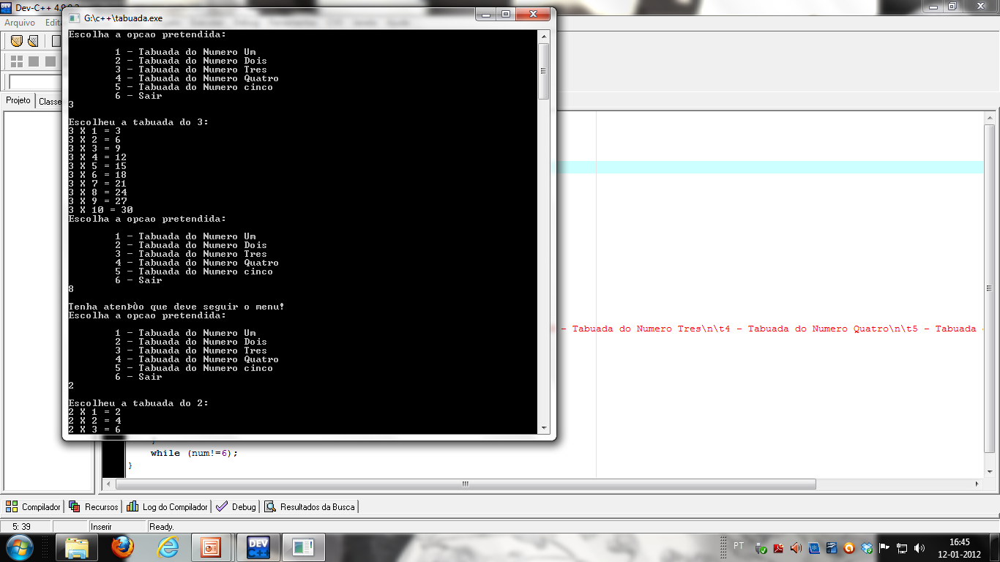 Dev-C++ 4.9.9.2
G:\c++\tabuada.exe
Arquivo
Projeto
Classe
Escolha a opcao pretendida:
1 - Tabuada do Numero Um
2 - Tabuada do Numero Dois
3 - Tabuada do Numero Tres
4 - Tabuada do Numero Quatro
5 - Tabuada do Numero cinco
6 - Sair
3
Escolheu a tabuada do 3:
3 X 1 = 3
3 X 2 = 6
3 X 3 = 9
3 X 4 = 12
3 X 5 = 15
3 X 6 = 18
3 X 7 = 21
3 X 8 = 24
3 X 9 = 27
3 X 10 = 30
Escolha a opcao pretendida:
1 - Tabuada do Numero Um
2 - Tabuada do Numero Dois
3 - Tabuada do Numero Tres
4 - Tabuada do Numero Quatro
5 - Tabuada do Numero cinco
6 - Sair
8
Tenha atenÞÒo que deve seguir o menu!
Escolha a opcao pretendida:
1 - Tabuada do Numero Um
2 - Tabuada do Numero Dois
3 - Tabuada do Numero Tres
4 - Tabuada do Numero Quatro
5 - Tabuada do Numero cinco
6 - Sair
2
Escolheu a tabuada do 2:
2 X 1 = 2
2 X 2 = 4
2 X 3 = 6
- Tabuada do Numero Tres\n\t4 - Tabuada do Numero Quatro\n\t5 - Tabuada
while (num!=6);
}
Compilador Recursos Log do Compilador Debug Resultados da Busca
5: 39 Inserir Ready.
DEV C++
PT
16:45
12-01-2012